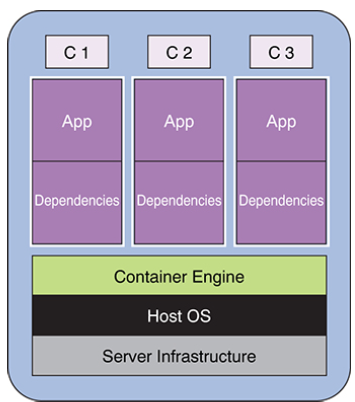 C 1 C 2 C 3
App App App
Dependencies Dependencies Dependencies
Container Engine
Host OS
Server Infrastructure